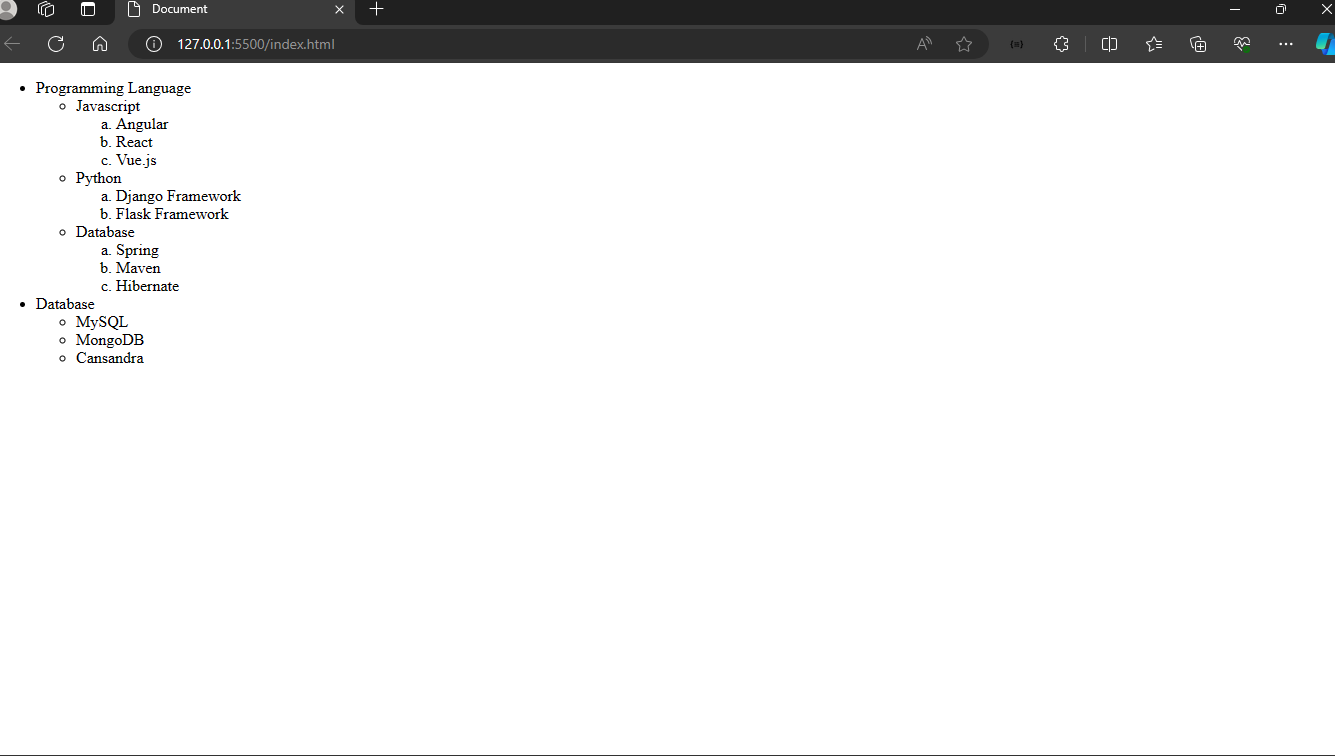 Document
127.0.0.1:5500/index.html
• Programming Language
○ Javascript
a. Angular
b. React
c. Vue.js
○ Python
a. Django Framework
b. Flask Framework
○ Database
a. Spring
b. Maven
c. Hibernate
• Database
○ MySQL
○ MongoDB
○ Cansandra